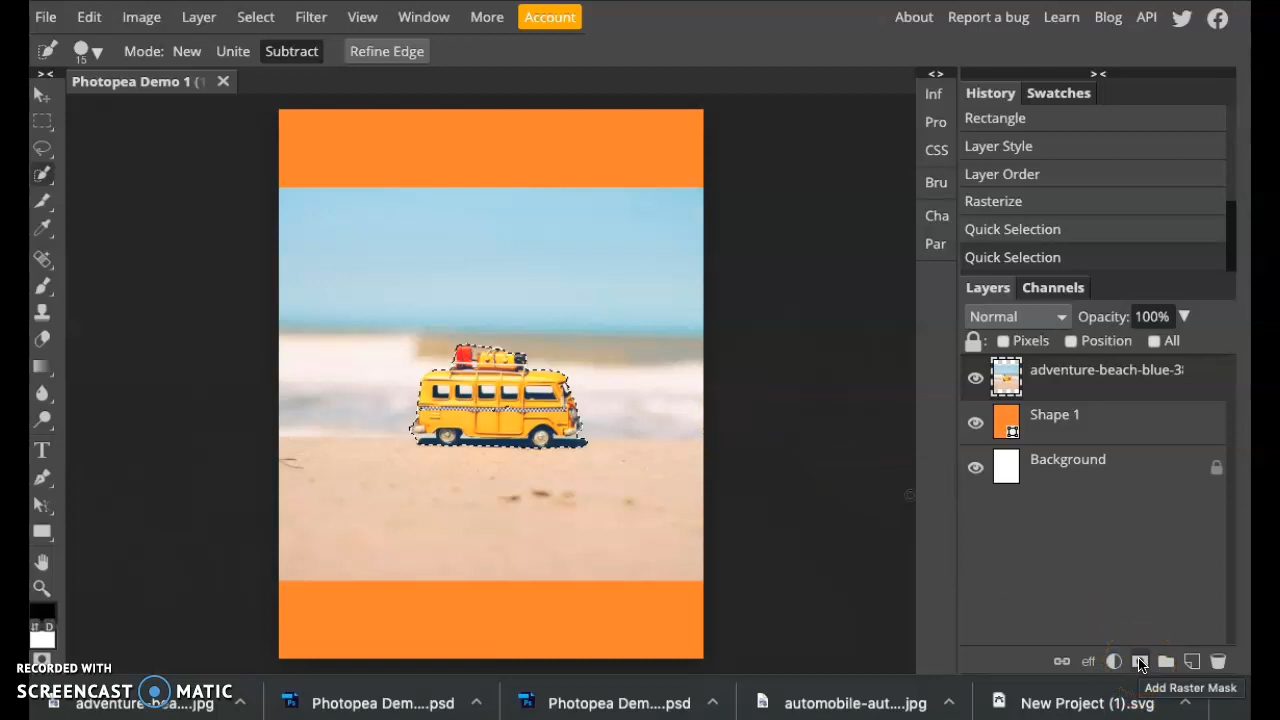 File Edit Image Layer Select Filter View Window More Account About Report a bug Learn Blog API
15 Mode: New Unite Subtract Refine Edge
Photopea Demo 1 (
> < < > > <
Inf
Pro
CSS
Bru
Cha
Par
History Swatches
Rectangle
Layer Style
Layer Order
Rasterize
Quick Selection
Quick Selection
Layers Channels
Normal Opacity: 100%
: Pixels Position All
adventure-beach-blue-3
Shape 1
Background
eff
Add Raster Mask
D
RECORDED WITH
SCREENCAST MATIC
Photopea Dem....psd Photopea Dem....psd automobile-aut....jpg New Project (1).svg